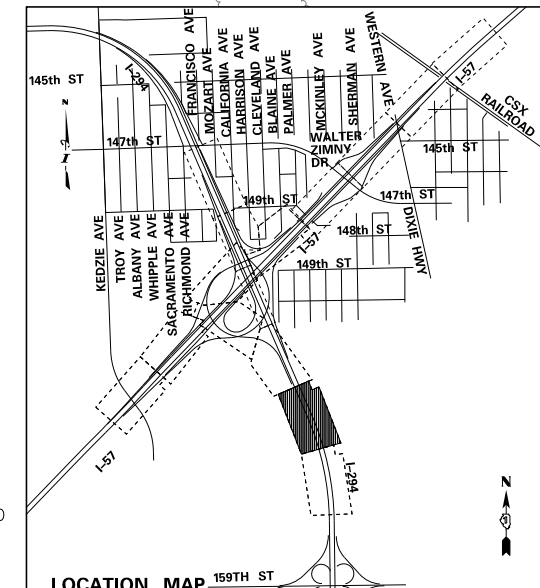 FRANCISCO AVE
MOZART AVE
CALIFORNIA AVE
HARRISON AVE
CLEVELAND AVE
BLAINE AVE
PALMER AVE
MCKINLEY AVE
SHERMAN AVE
WESTERN AVE
I-57
CSX
RAILROAD
I-294
145th ST
N
147th ST
WALTER
ZIMNY
DR
145th ST
147th ST
149th ST
148th ST
DIXIE HWY
I-57
149th ST
KEDZIE AVE
TROY AVE
ALBANY AVE
WHIPPLE AVE
SACRAMENTO AVE
RICHMOND AVE
I-57
I-294
N
LOCATION MAP
159TH ST